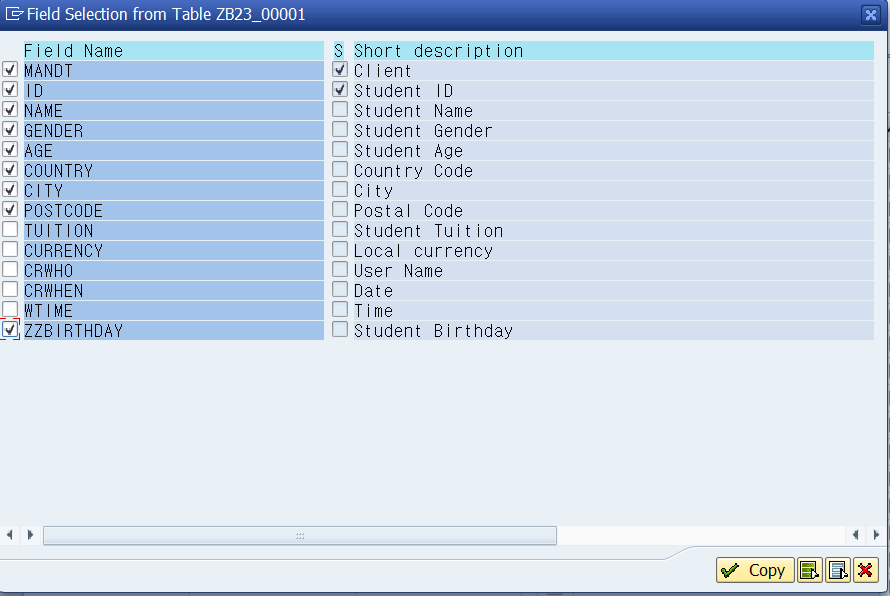 Field Selection from Table ZB23_00001
Field Name S Short description
MANDT Client
ID Student ID
NAME Student Name
GENDER Student Gender
AGE Student Age
COUNTRY Country Code
CITY City
POSTCODE Postal Code
TUITION Student Tuition
CURRENCY Local currency
CRWHO User Name
CRWHEN Date
WTIME Time
ZZBIRTHDAY Student Birthday
Copy